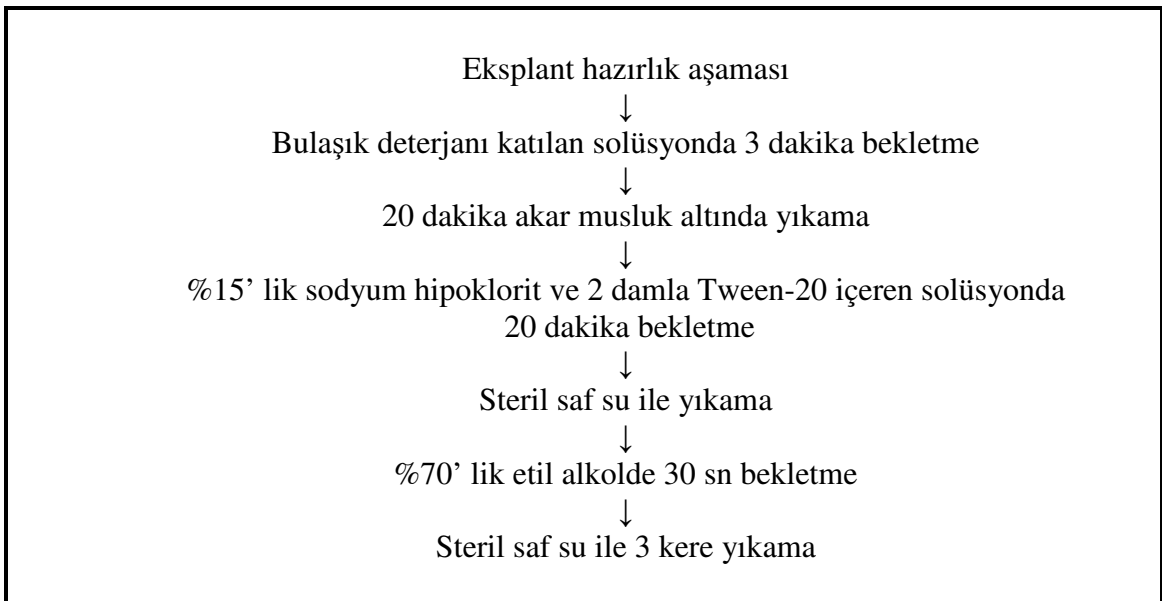 Eksplant hazırlık aşaması
↓
Bulaşık deterjanı katılan solüsyonda 3 dakika bekletme
↓
20 dakika akar musluk altında yıkama
↓
%15’ lik sodyum hipoklorit ve 2 damla Tween-20 içeren solüsyonda
20 dakika bekletme
↓
Steril saf su ile yıkama
↓
%70’ lik etil alkolde 30 sn bekletme
↓
Steril saf su ile 3 kere yıkama